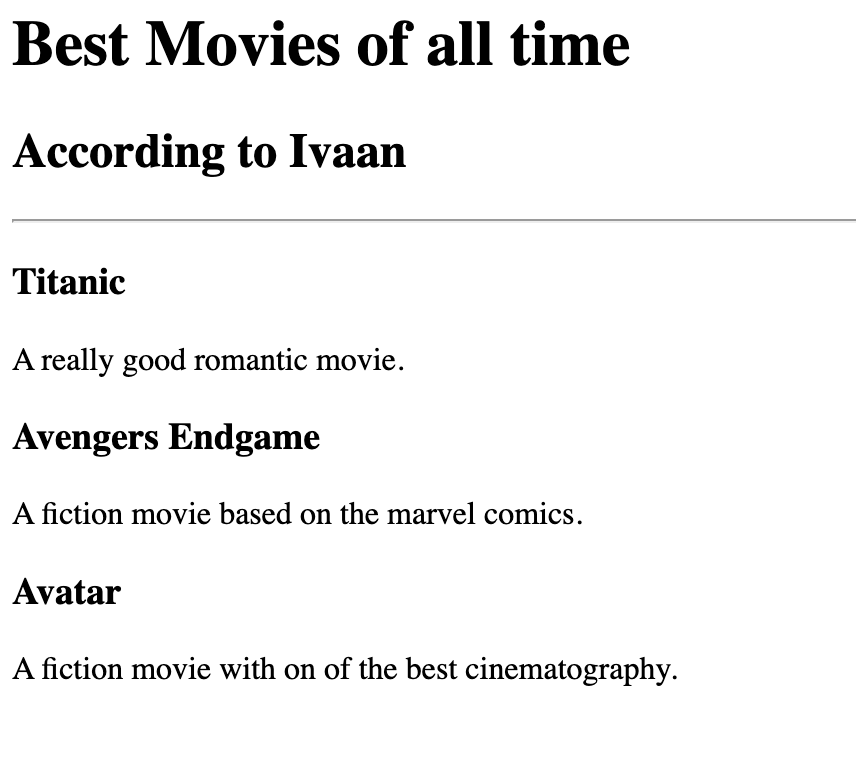 Best Movies of all time
According to Ivaan
Titanic
A really good romantic movie.
Avengers Endgame
A fiction movie based on the marvel comics.
Avatar
A fiction movie with on of the best cinematography.